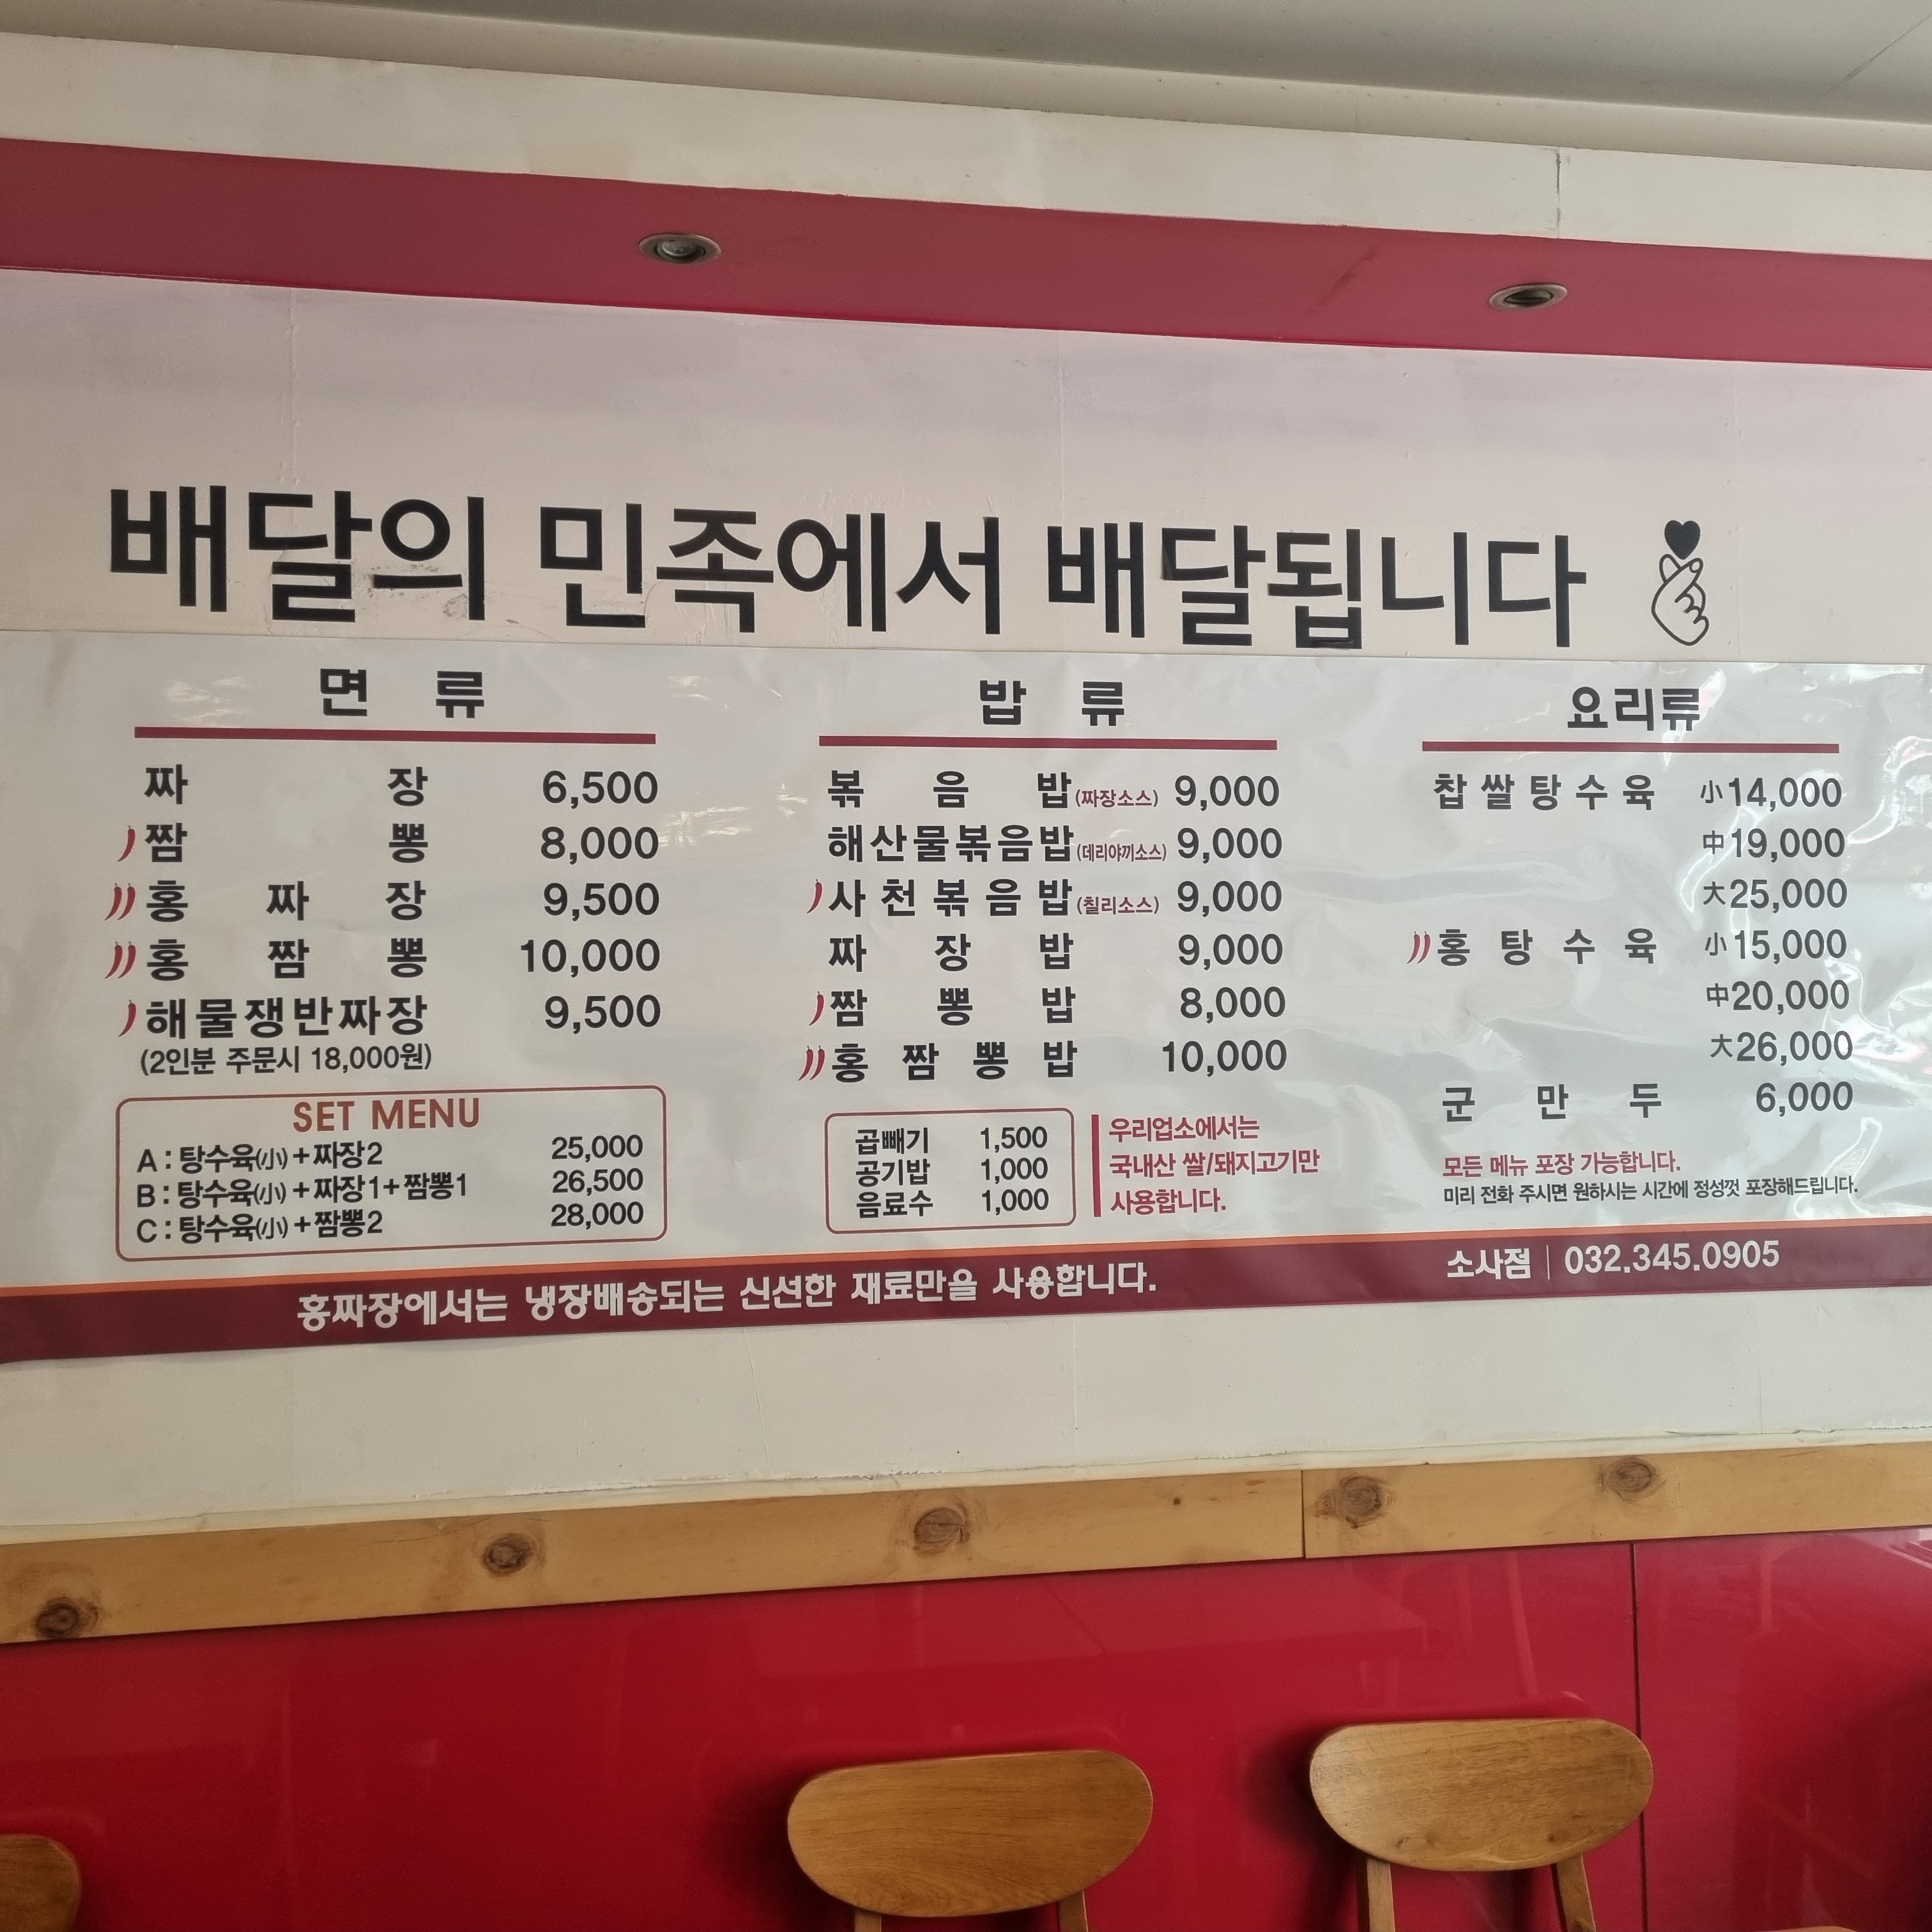 배달의 민족에서 배달됩니다
면 류
짜 장 6,500
짬 뽕 8,000
홍 짜 장 9,500
홍 짬 뽕 10,000
해물쟁반짜장 9,500
(2인분 주문시 18,000원)
SET MENU
A : 탕수육(小) + 짜장2 25,000
B : 탕수육(小) + 짜장1 + 짬뽕1 26,500
C : 탕수육(小) + 짬뽕2 28,000
밥 류
볶 음 밥(짜장소스) 9,000
해산물볶음밥(데리야끼소스) 9,000
사천볶음밥(칠리소스) 9,000
짜 장 밥 9,000
짬 뽕 밥 8,000
홍 짬 뽕 밥 10,000
곱빼기 1,500
공기밥 1,000
음료수 1,000
우리업소에서는
국내산 쌀/돼지고기만
사용합니다.
요리류
찹쌀탕수육 小14,000
中19,000
大25,000
홍탕수육 小15,000
中20,000
大26,000
군 만 두 6,000
모든 메뉴 포장 가능합니다.
미리 전화 주시면 원하시는 시간에 정성껏 포장해드립니다.
홍짜장에서는 냉장배송되는 신선한 재료만을 사용합니다.
소사점 | 032.345.0905